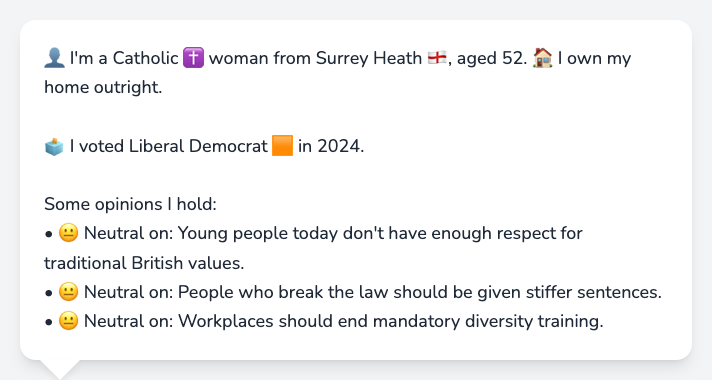 👤 I'm a Catholic ✝️ woman from Surrey Heath 🏴󠁧󠁢󠁥󠁮󠁧󠁿, aged 52. 🏠 I own my
home outright.
🗳️ I voted Liberal Democrat 🟧 in 2024.
Some opinions I hold:
• 😐 Neutral on: Young people today don't have enough respect for
traditional British values.
• 😐 Neutral on: People who break the law should be given stiffer sentences.
• 😐 Neutral on: Workplaces should end mandatory diversity training.